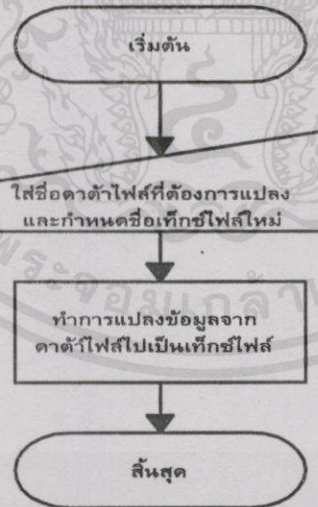 เริ่มต้น
ใส่ชื่อดาต้าไฟล์ที่ต้องการแปลง
และกำหนดชื่อเท็กซ์ไฟล์ใหม่
ทำการแปลงข้อมูลจาก
ดาต้าไฟล์ไปเป็นเท็กซ์ไฟล์
สิ้นสุด